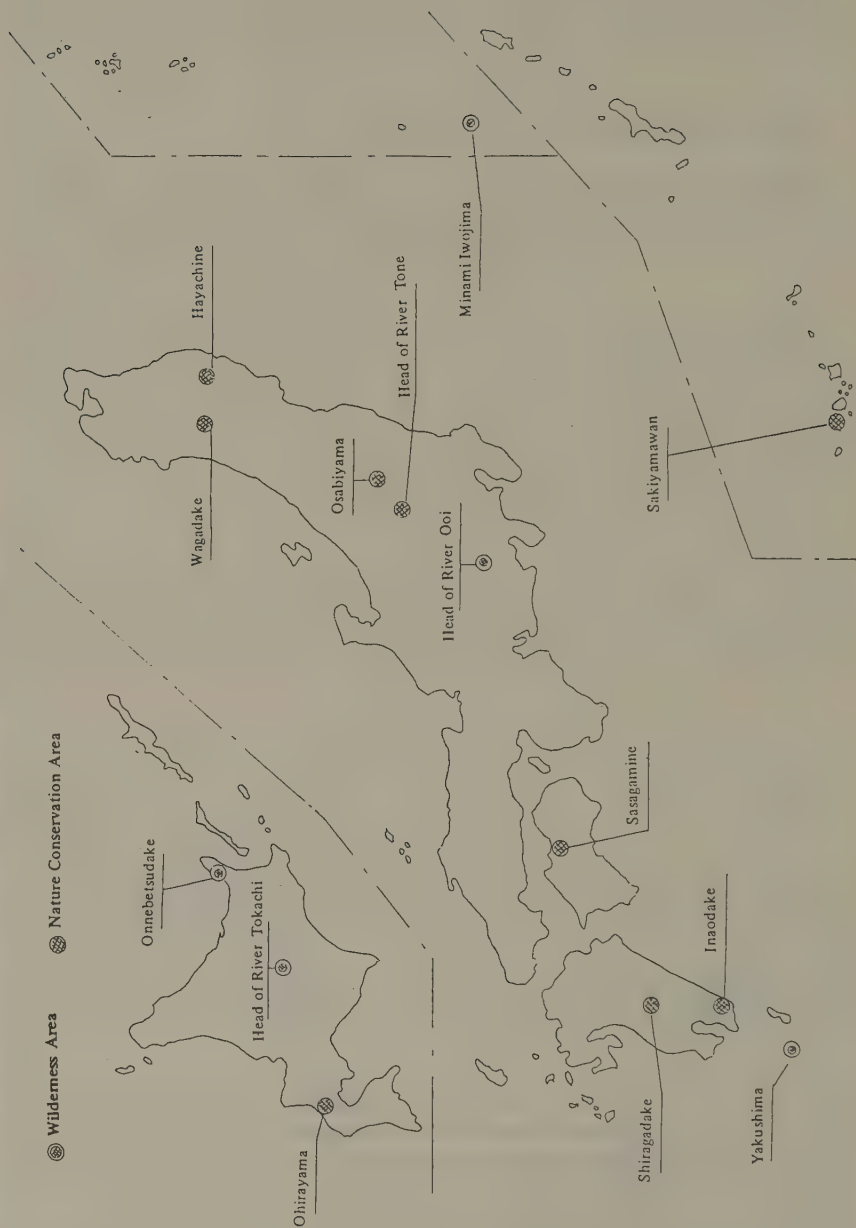 Wilderness Area
Nature Conservation Area
Onnebetsudake
Head of River Tokachi
Ohirayama
Hayachine
Wagadake
Osabiyama
Head of River Tone
Head of River Ooi
Minami Iwojima
Sasagamine
Shiragadake
Inaodake
Yakushima
Sakiyamawan